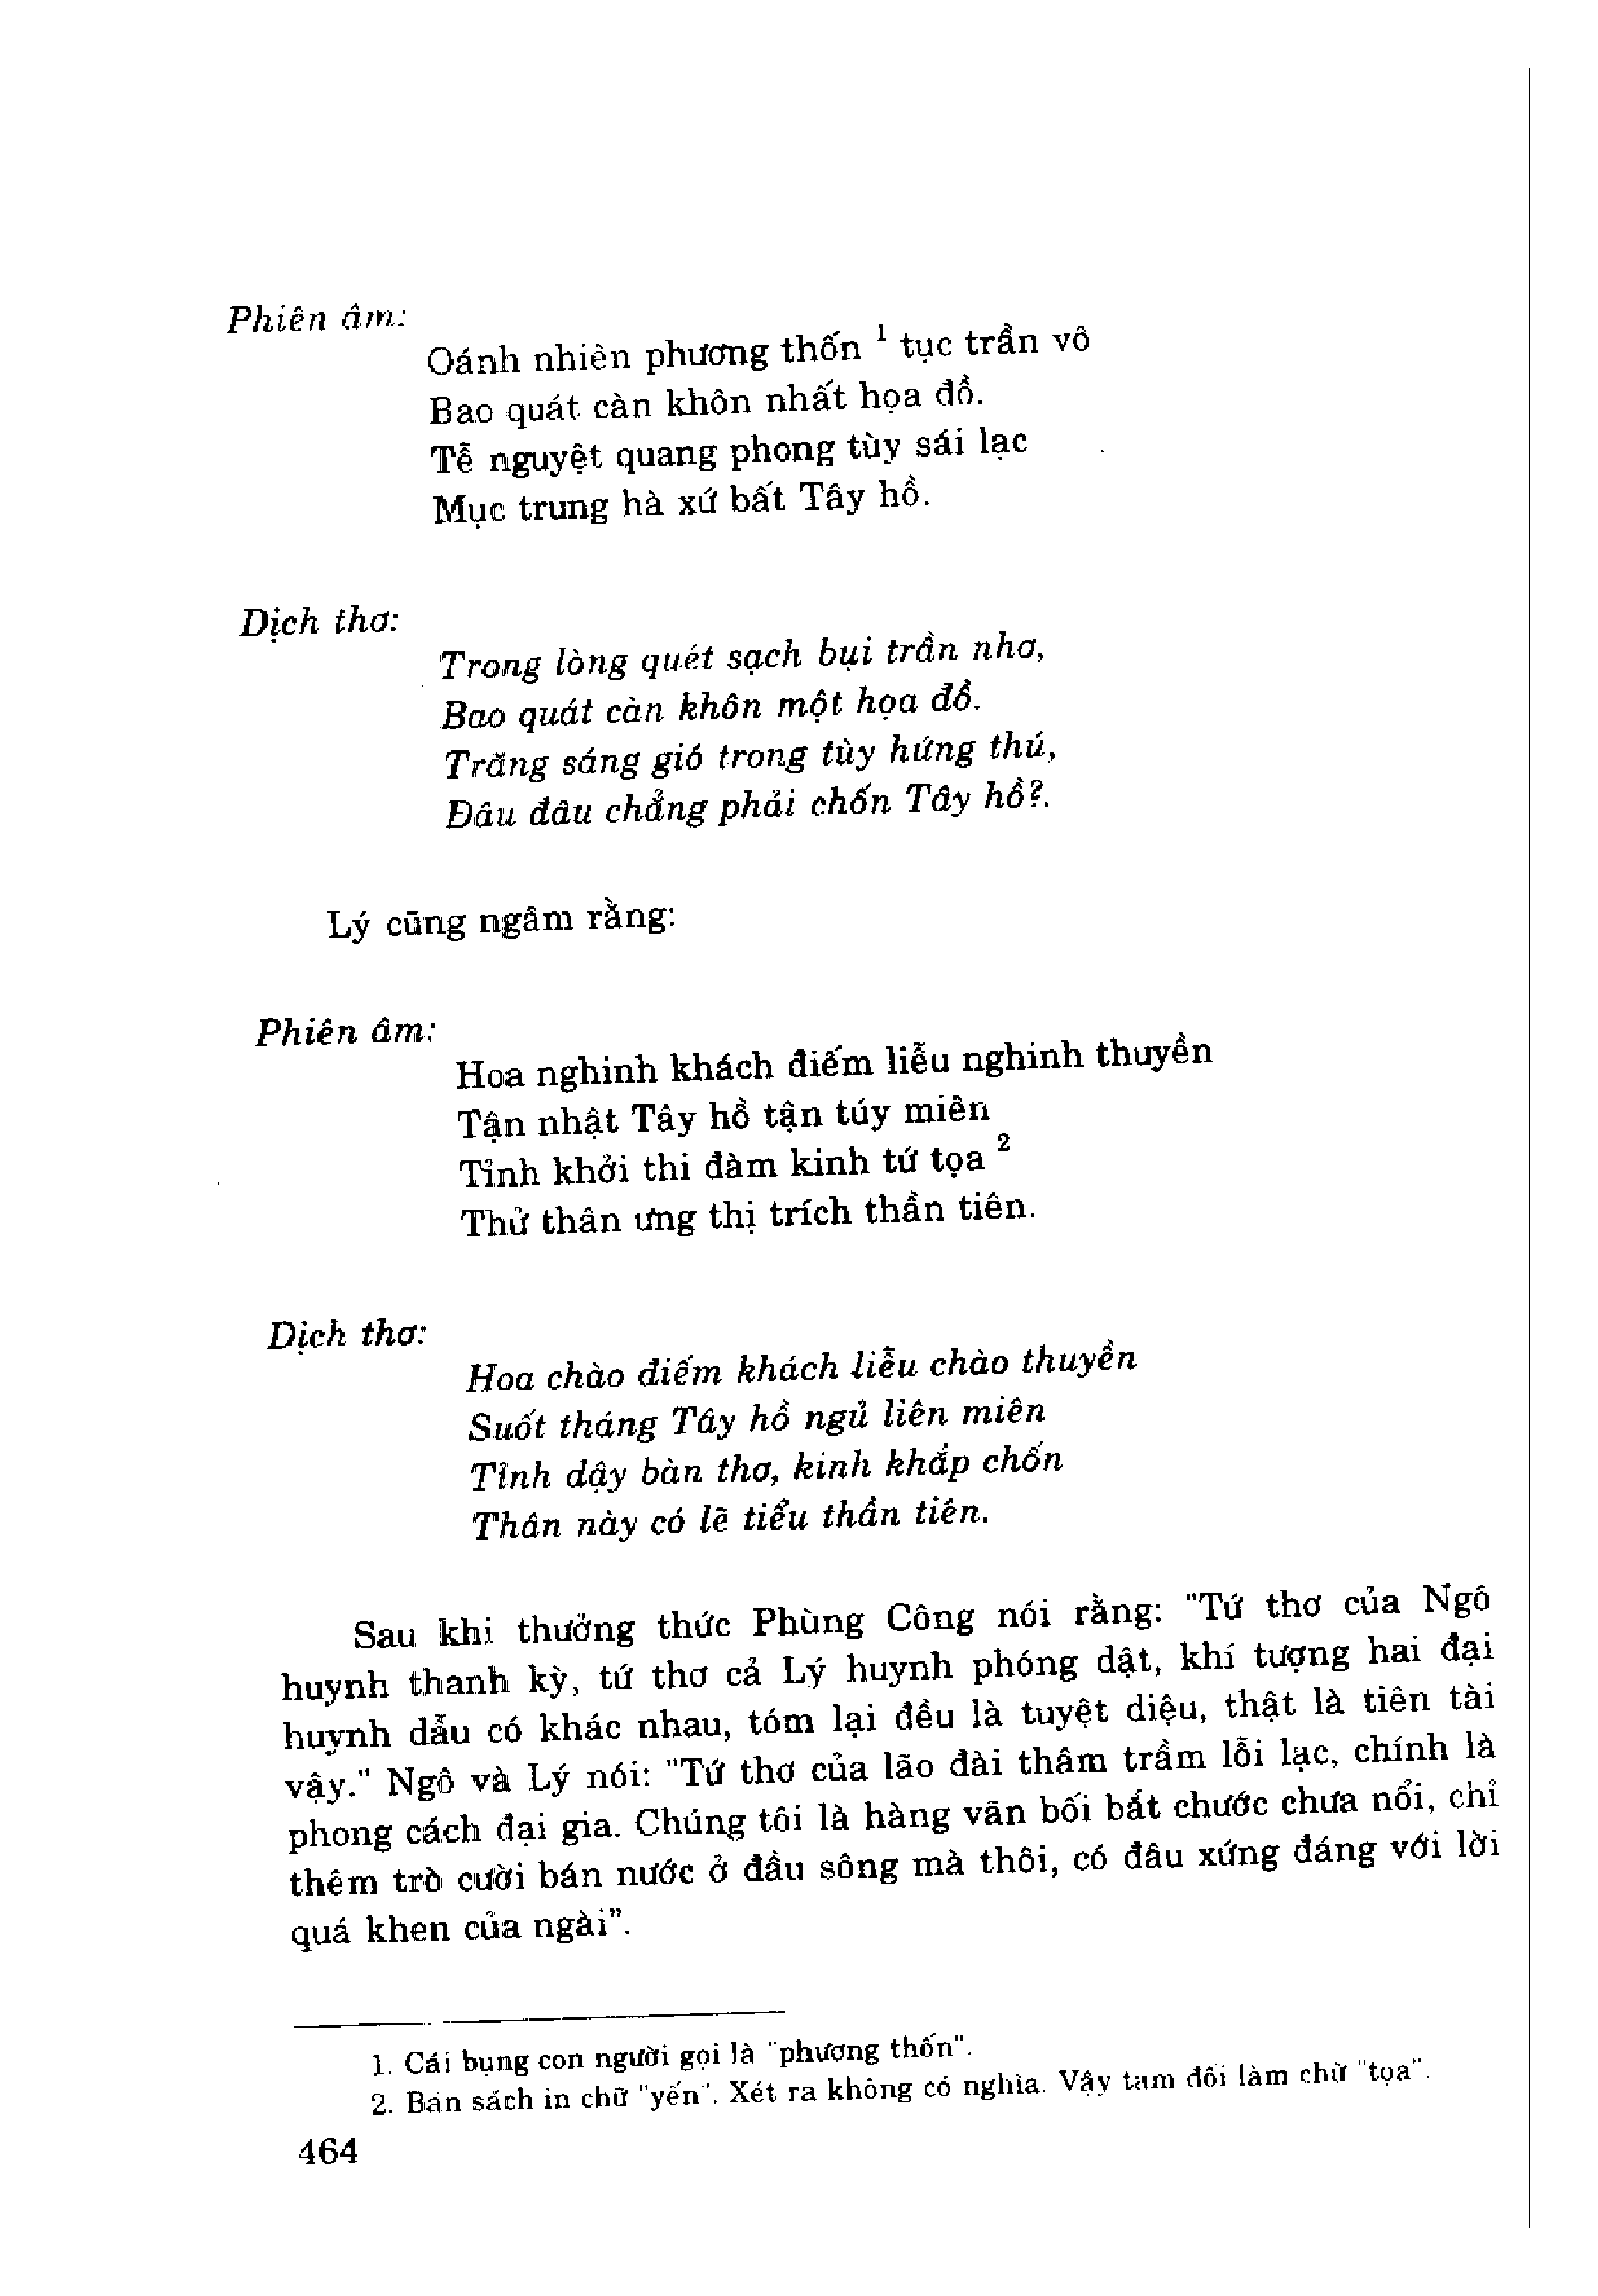 Phiên âm:
Oánh nhiên phương thốn ¹ tục trần vô
Bao quát càn khôn nhất họa đồ.
Tễ nguyệt quang phong tùy sái lạc
Mục trung hà xứ bất Tây hồ.
Dịch thơ:
Trong lòng quét sạch bụi trần nhơ,
Bao quát càn khôn một họa đồ.
Trăng sáng gió trong tùy hứng thú,
Đâu đâu chẳng phải chốn Tây hồ?.
Lý cũng ngâm rằng:
Phiên âm:
Hoa nghinh khách điếm liễu nghinh thuyền
Tận nhật Tây hồ tận túy miên
Tỉnh khởi thi đàm kinh tứ tọa ²
Thử thân ưng thị trích thần tiên.
Dịch thơ:
Hoa chào điếm khách liễu chào thuyền
Suốt tháng Tây hồ ngủ liên miên
Tỉnh dậy bàn thơ, kinh khắp chốn
Thân này có lẽ tiểu thần tiên.
Sau khi thưởng thức Phùng Công nói rằng: "Tứ thơ của Ngô
huynh thanh kỳ, tứ thơ cả Lý huynh phóng dật, khí tượng hai đại
huynh dẫu có khác nhau, tóm lại đều là tuyệt diệu, thật là tiên tài
vậy." Ngô và Lý nói: "Tứ thơ của lão đài thâm trầm lỗi lạc, chính là
phong cách đại gia. Chúng tôi là hàng vãn bối bắt chước chưa nổi, chỉ
thêm trò cười bán nước ở đầu sông mà thôi, có đâu xứng đáng với lời
quá khen của ngài".
1. Cái bụng con người gọi là "phương thốn".
2. Bản sách in chữ "yến". Xét ra không có nghĩa. Vậy tạm đổi làm chữ "tọa".
464